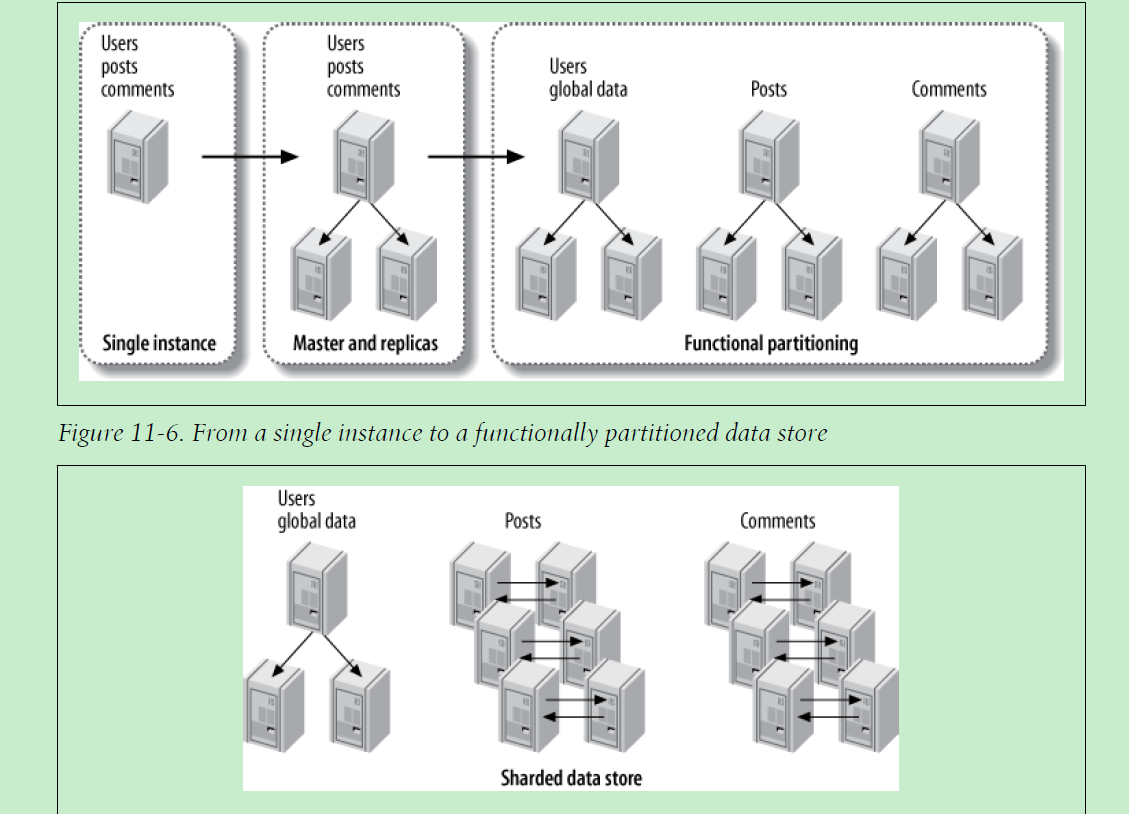 Users
posts
comments
Users
posts
comments
Users
global data
Posts
Comments
Single instance
Master and replicas
Functional partitioning
Figure 11-6. From a single instance to a functionally partitioned data store
Users
global data
Posts
Comments
Sharded data store